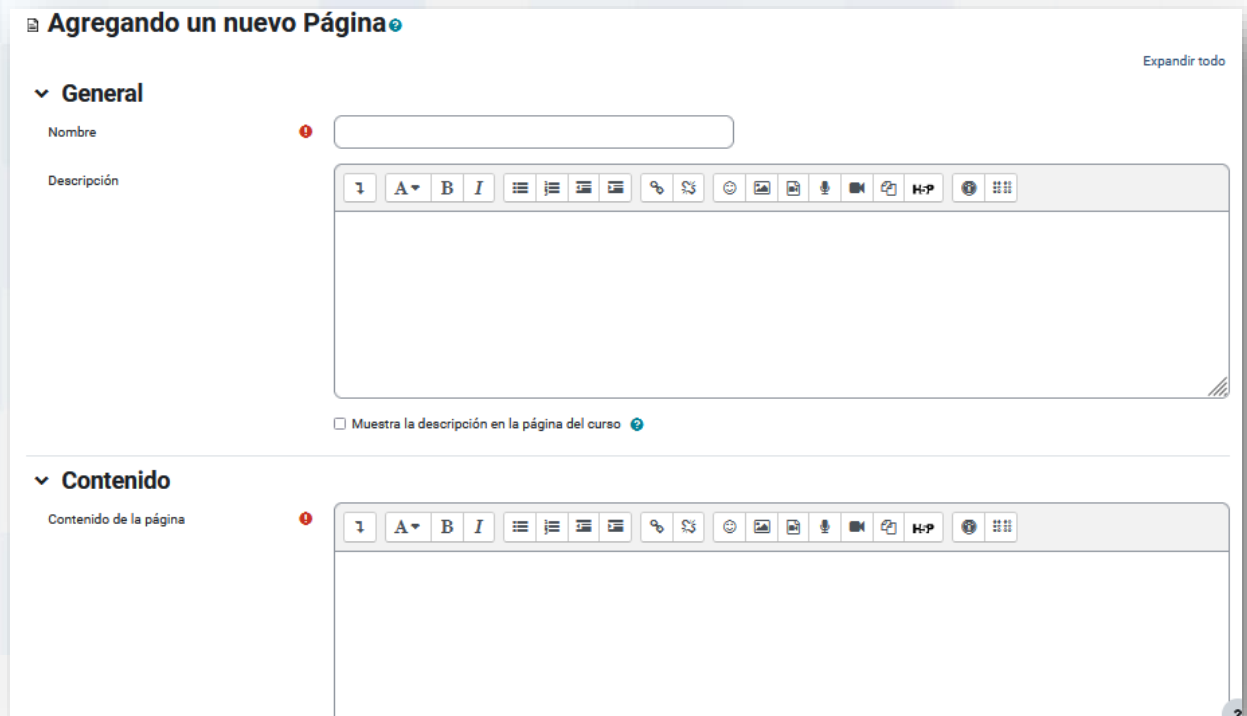 Agregando un nuevo Página
Expandir todo
General
Nombre
Descripción
A B I H-P
Muestra la descripción en la página del curso
Contenido
Contenido de la página
A B I H-P